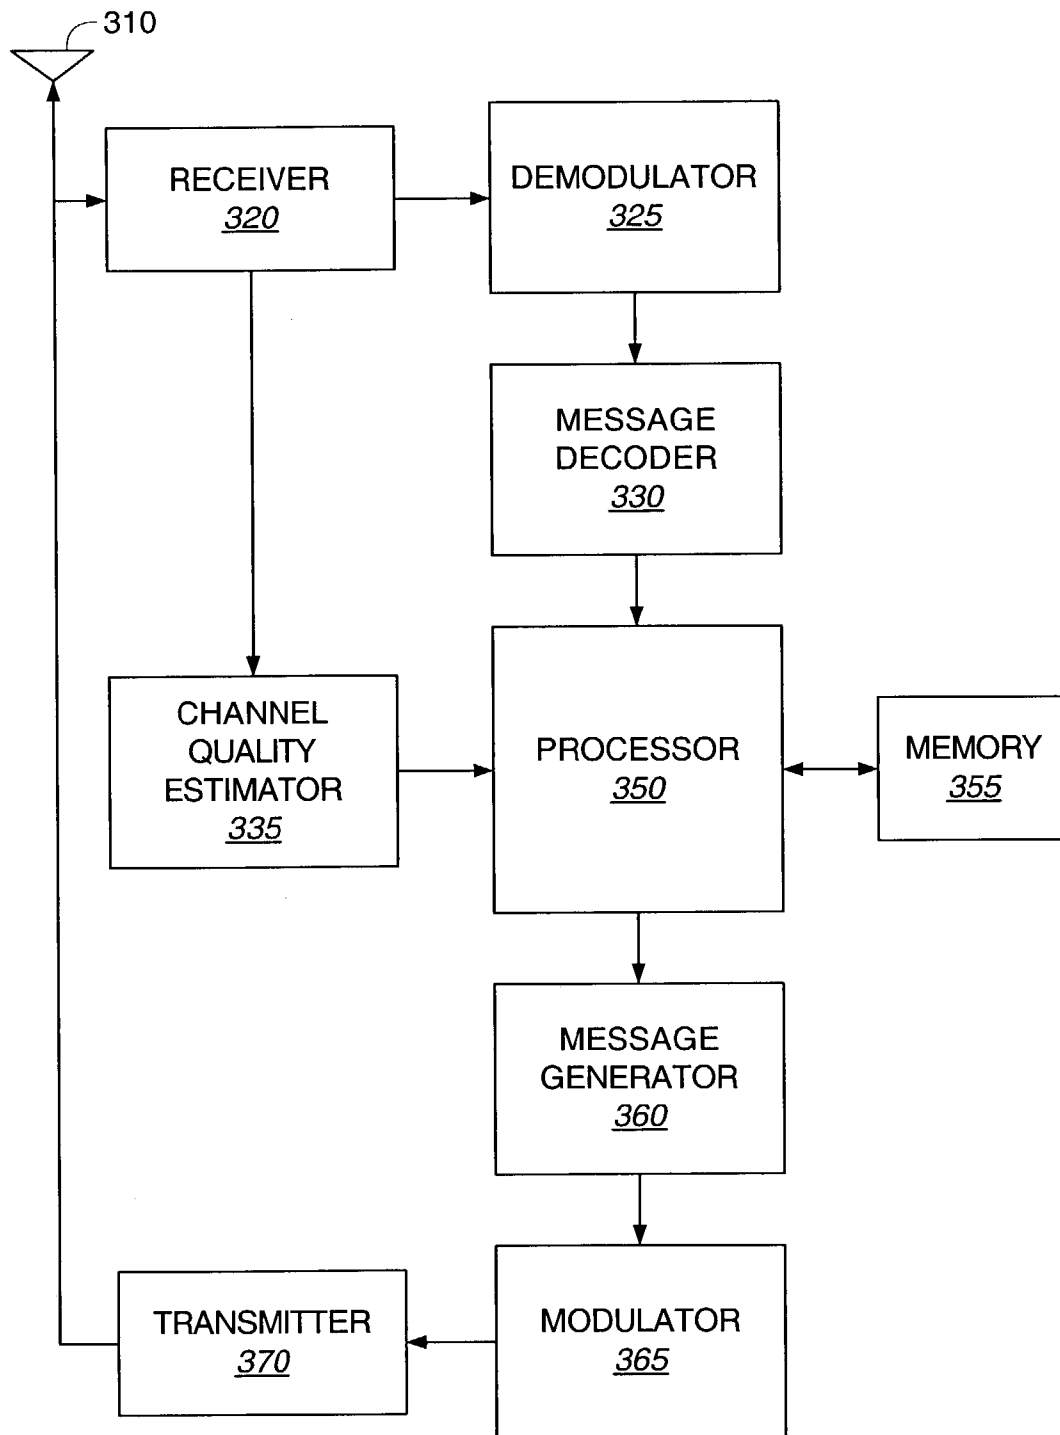 310
RECEIVER
320
DEMODULATOR
325
MESSAGE
DECODER
330
CHANNEL
QUALITY
ESTIMATOR
335
PROCESSOR
350
MEMORY
355
MESSAGE
GENERATOR
360
TRANSMITTER
370
MODULATOR
365